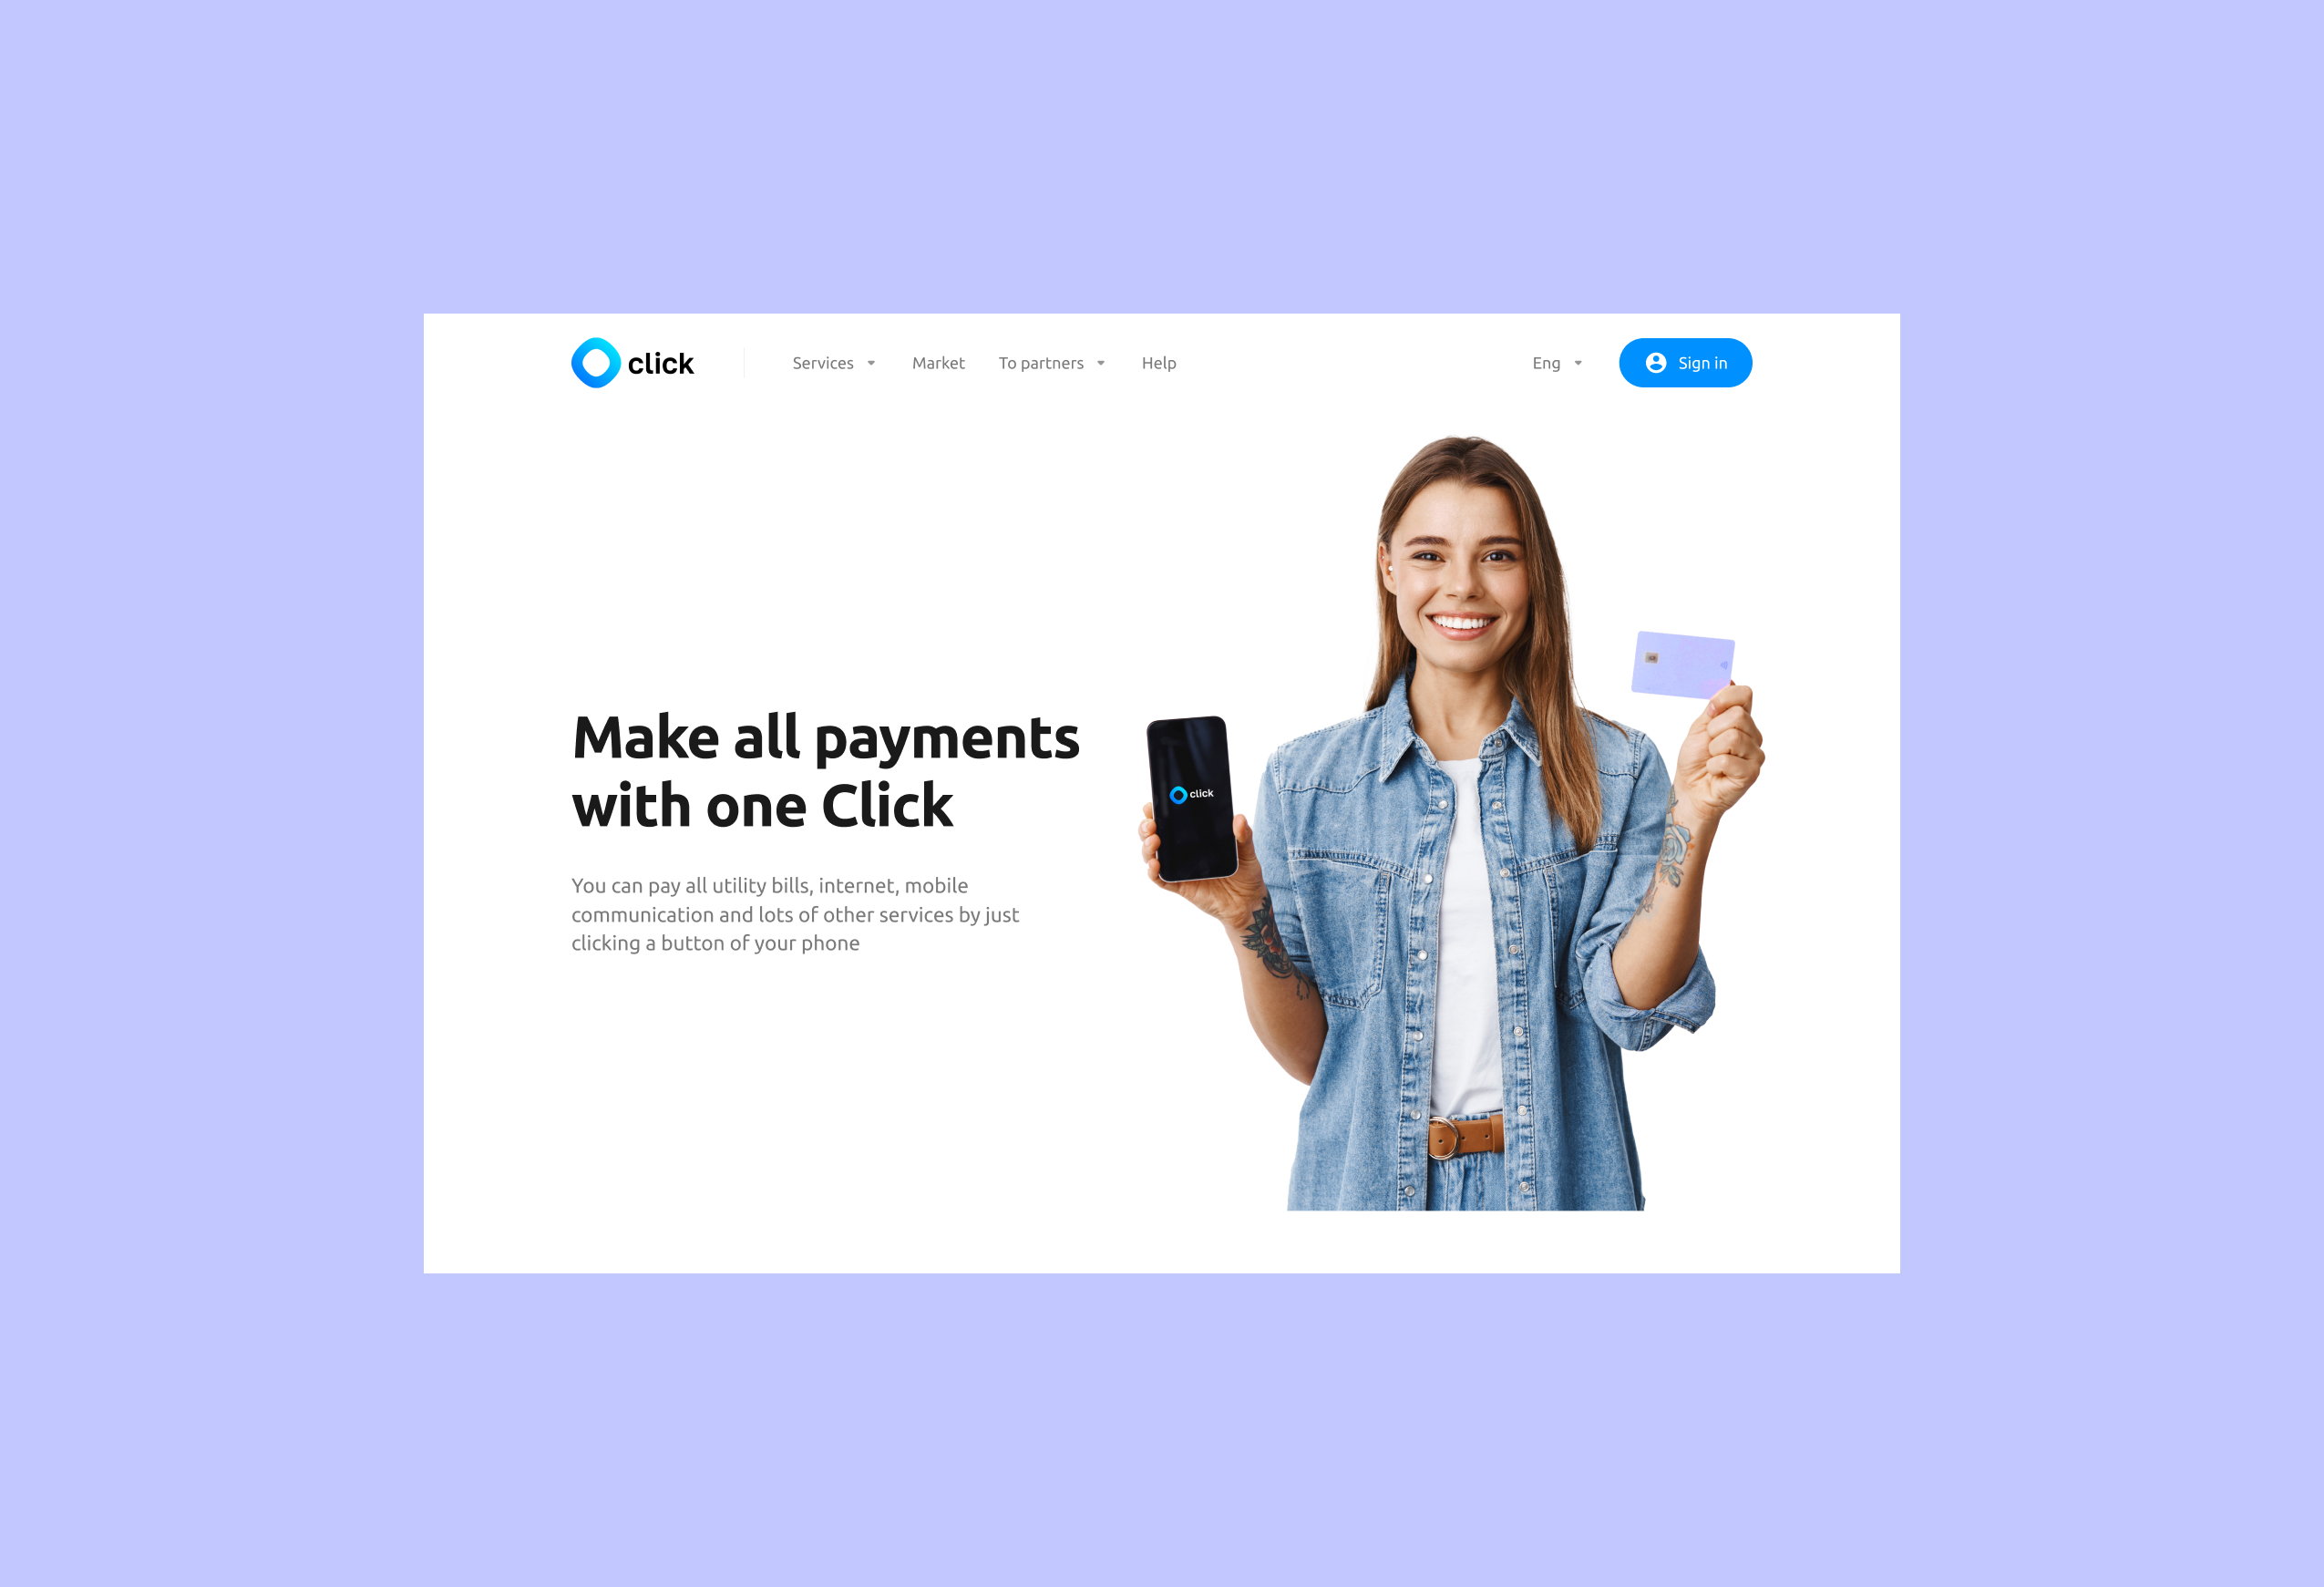 click
Services
Market
To partners
Help
Eng
Sign in
Make all payments
with one Click
You can pay all utility bills, internet, mobile
communication and lots of other services by just
clicking a button of your phone
click